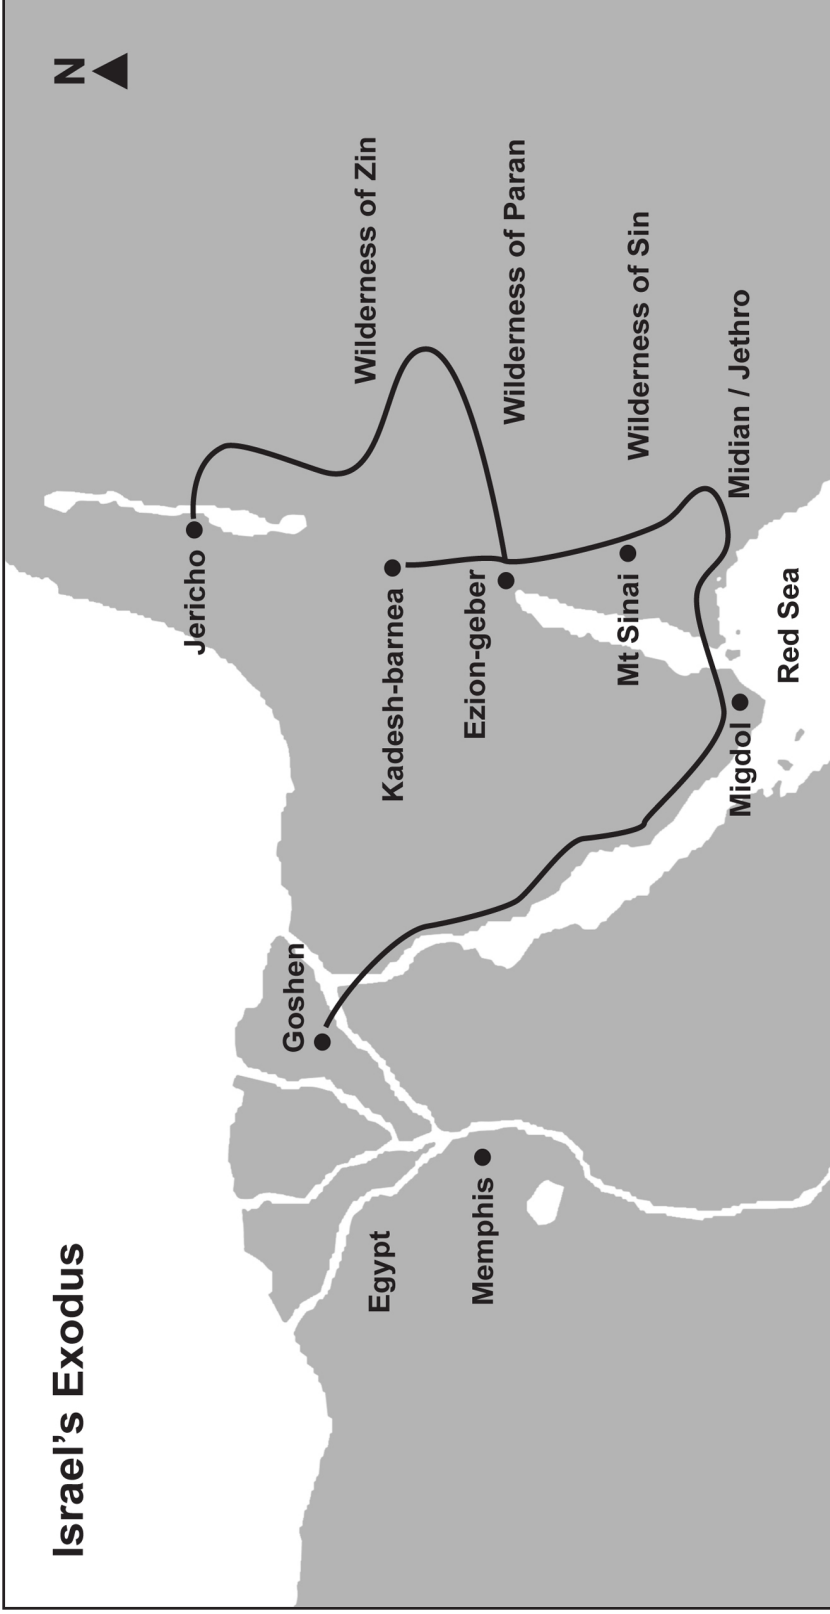 Israel's Exodus
N
Jericho
Goshen
Wilderness of Zin
Egypt
Kadesh-barnea
Memphis
Ezion-geber
Wilderness of Paran
Mt Sinai
Wilderness of Sin
Migdol
Midian / Jethro
Red Sea